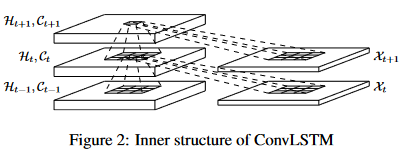 H_{t+1}, C_{t+1}
H_t, C_t
X_{t+1}
H_{t−1}, C_{t−1}
X_t
Figure 2: Inner structure of ConvLSTM